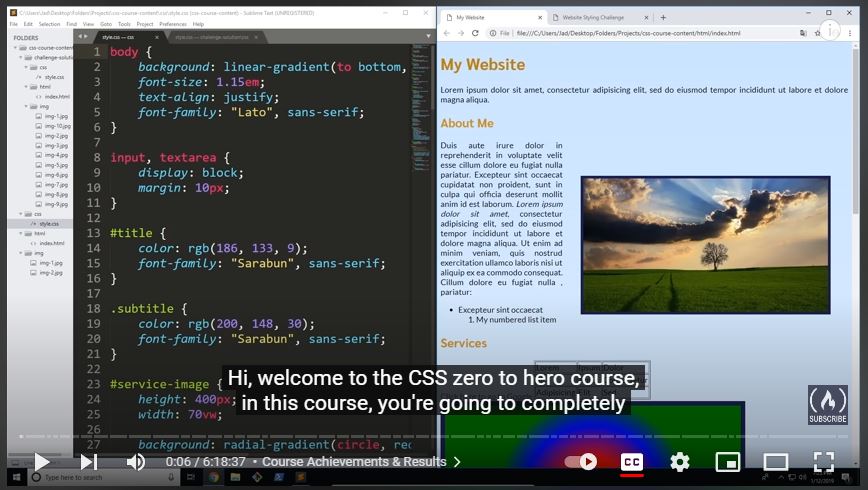 C:\Users\Jad\Desktop\Folders\Projects\css-course-content\css\style.css (css-course-content) - Sublime Text (UNREGISTERED)
File Edit Selection Find View Goto Tools Project Preferences Help
FOLDERS
css-course-content
challenge-soluti
css
style.css
html
index.html
img
img-1.jpg
img-10.jpg
img-2.jpg
img-3.jpg
img-4.jpg
img-5.jpg
img-6.jpg
img-7.jpg
img-8.jpg
img-9.jpg
css
style.css
html
index.html
img
img-1.jpg
img-2.jpg
style.css — css
style.css — challenge-solution\css
1 body {
2 background: linear-gradient(to bottom,
3 font-size: 1.15em;
4 text-align: justify;
5 font-family: "Lato", sans-serif;
6 }
7
8 input, textarea {
9 display: block;
10 margin: 10px;
11 }
12
13 #title {
14 color: rgb(186, 133, 9);
15 font-family: "Sarabun", sans-serif;
16 }
17
18 .subtitle {
19 color: rgb(200, 148, 30);
20 font-family: "Sarabun", sans-serif;
21 }
22
23 #service-image {
24 height: 400px;
25 width: 70vw;
26
27 background: radial-gradient(circle, rec
My Website
Website Styling Challenge
File | file:///C:/Users/Jad/Desktop/Folders/Projects/css-course-content/html/index.html
My Website
Lorem ipsum dolor sit amet, consectetur adipisicing elit, sed do eiusmod tempor incididunt ut labore et dolore
magna aliqua.
About Me
Duis aute irure dolor in
reprehenderit in voluptate velit
esse cillum dolore eu fugiat nulla
pariatur. Excepteur sint occaecat
cupidatat non proident, sunt in
culpa qui officia deserunt mollit
anim id est laborum. Lorem ipsum
dolor sit amet, consectetur
adipisicing elit, sed do eiusmod
tempor incididunt ut labore et
dolore magna aliqua. Ut enim ad
minim veniam, quis nostrud
exercitation ullamco laboris nisi ut
aliquip ex ea commodo consequat.
Cillum dolore eu fugiat nulla ,
pariatur:
Excepteur sint occaecat
1. My numbered list item
Services
Lorem Ipsum Dolor
Hi, welcome to the CSS zero to hero course,
in this course, you're going to completely
SUBSCRIBE
0:06 / 6:18:37 • Course Achievements & Results
CC
Type here to search
1/12/2019